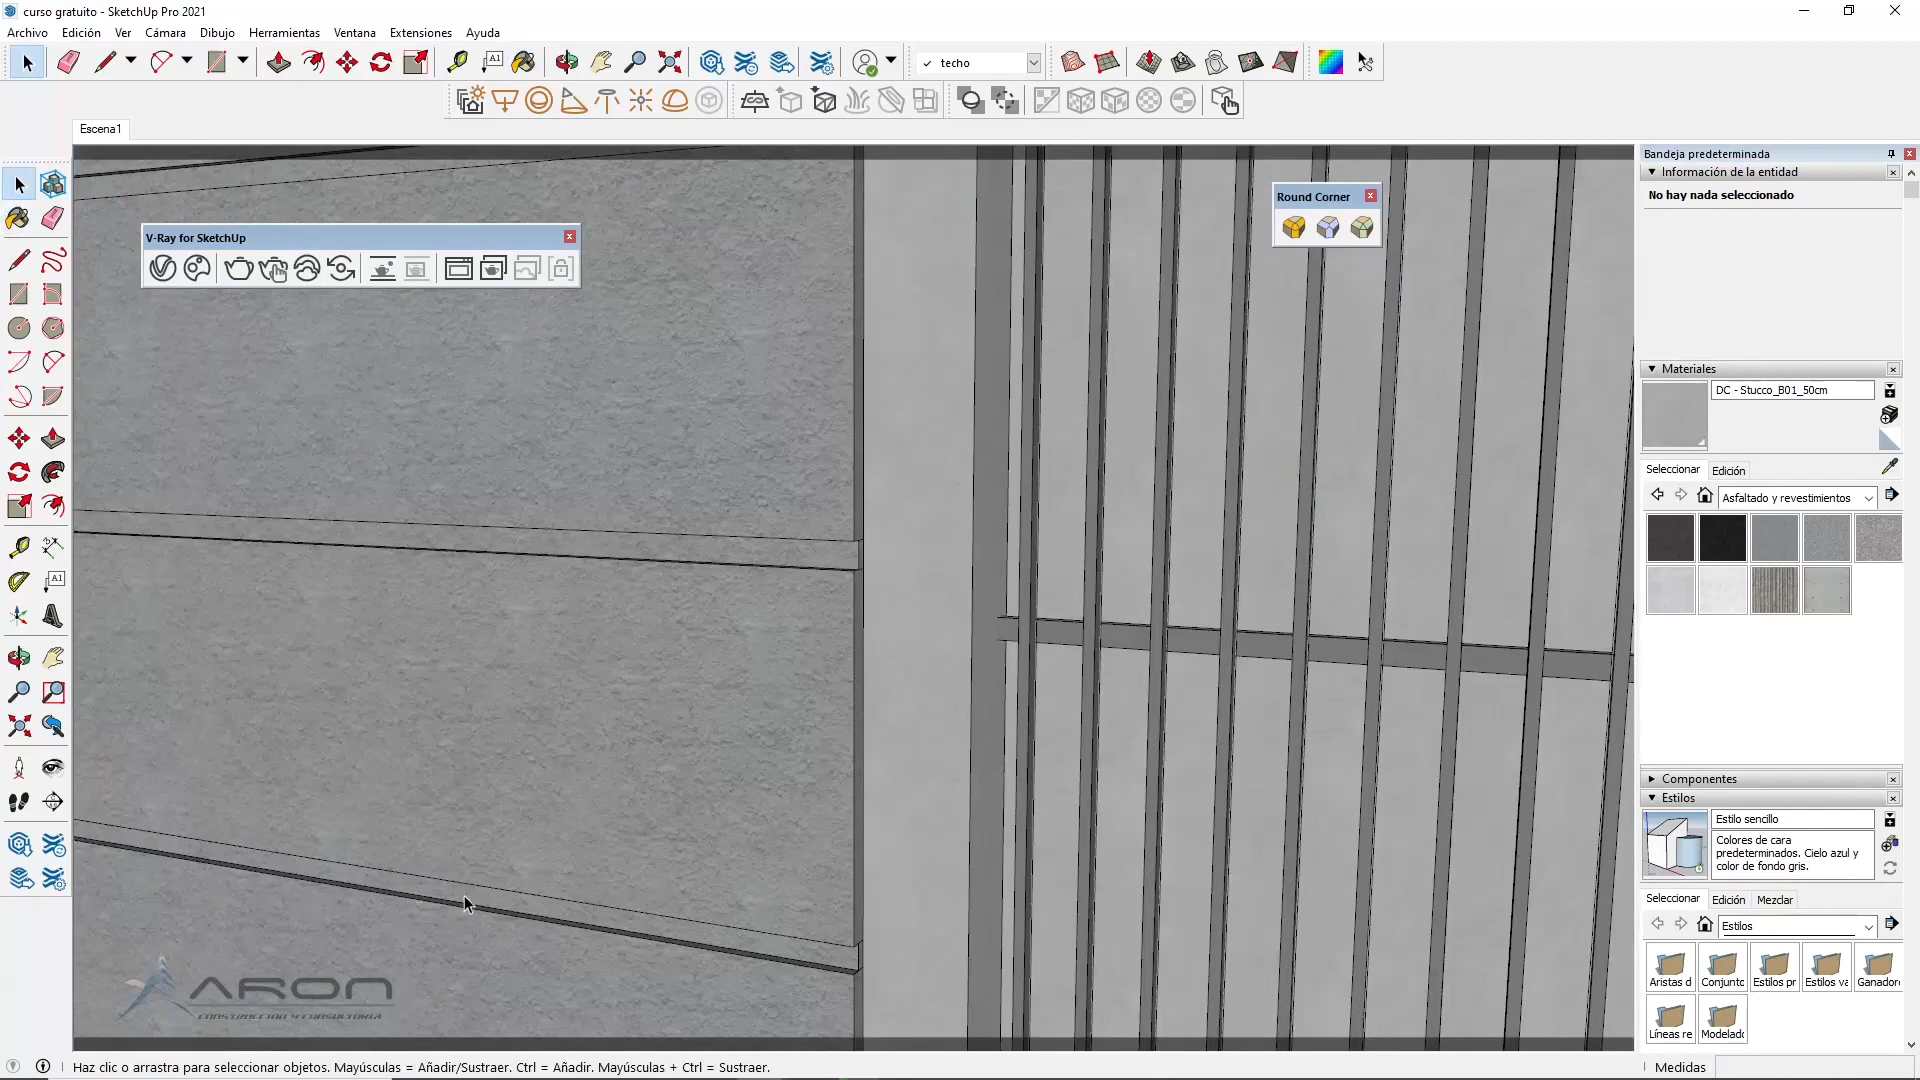 curso gratuito - SketchUp Pro 2021
Archivo Edición Ver Cámara Dibujo Herramientas Ventana Extensiones Ayuda
A1
✓ techo
Escena1
Bandeja predeterminada
Información de la entidad
No hay nada seleccionado
Round Corner
V-Ray for SketchUp
Materiales
DC - Stucco_B01_50cm
Seleccionar Edición
Asfaltado y revestimientos
A1
Componentes
Estilos
Estilo sencillo
Colores de cara
predeterminados. Cielo azul y
color de fondo gris.
Seleccionar Edición Mezclar
Estilos
Aristas d Conjunto Estilos pr Estilos va Ganador
Líneas re Modelado
ARON
CONSTRUCCION Y CONSULTORIA
Haz clic o arrastra para seleccionar objetos. Mayúsculas = Añadir/Sustraer. Ctrl = Añadir. Mayúsculas + Ctrl = Sustraer.
Medidas